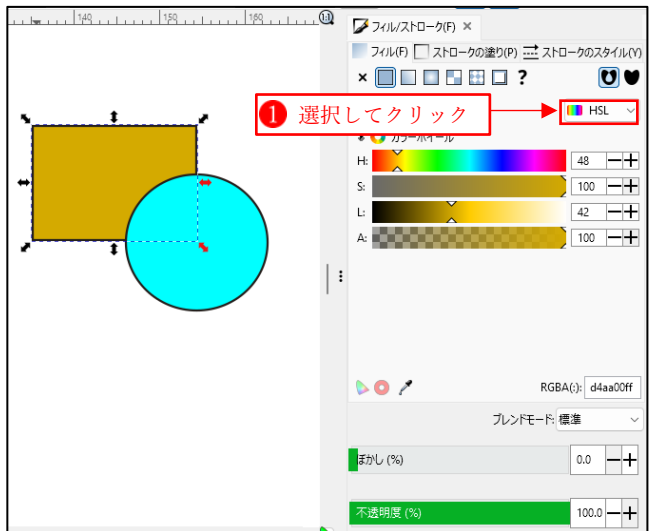 140 150 160 1:1 フィル/ストローク(F) ×
フィル(F) ストロークの塗り(P) ストロークのスタイル(Y)
?
1 選択してクリック HSL
カラーホイール
H: 48
S: 100
L: 42
A: 100
RGBA(:): d4aa00ff
ブレンドモード: 標準
ぼかし (%) 0.0
不透明度 (%) 100.0